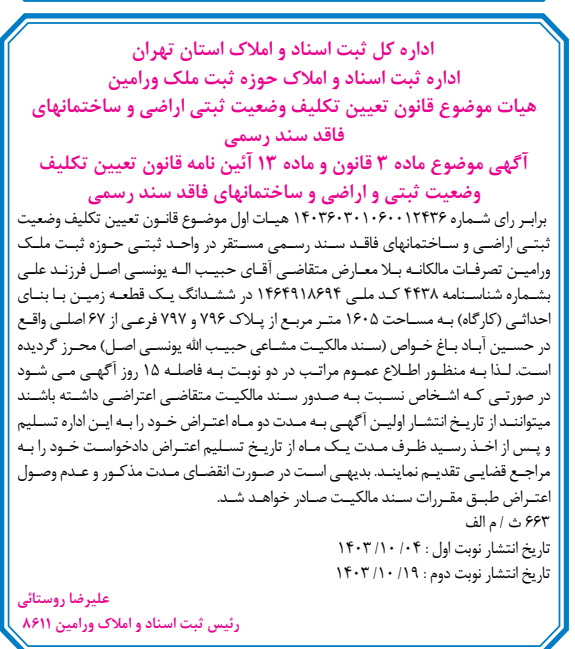 اداره کل ثبت اسناد و املاک استان تهران
اداره ثبت اسناد و املاک حوزه ثبت ملک ورامین
هیات موضوع قانون تعیین تکلیف وضعیت ثبتی اراضی و ساختمانهای
فاقد سند رسمی
آگهی موضوع ماده ۳ قانون و ماده ۱۳ آئین نامه قانون تعیین تکلیف
وضعیت ثبتی و اراضی و ساختمانهای فاقد سند رسمی
برابر رای شماره ۱۴۰۳۶۰۳۰۱۰۶۰۰۱۲۴۳۶ هیات اول موضوع قانون تعیین تکلیف وضعیت
ثبتی اراضی و ساختمانهای فاقد سند رسمی مستقر در واحد ثبتی حوزه ثبت ملک
ورامین تصرفات مالکانه بلا معارض متقاضی آقای حبیب اله یونسی اصل فرزند علی
بشماره شناسنامه ۴۴۳۸ کد ملی ۱۴۶۴۹۱۸۶۹۴ در ششدانگ یک قطعه زمین با بنای
احداثی (کارگاه) به مساحت ۱۶۰۵ متر مربع از پلاک ۷۹۶ و ۷۹۷ فرعی از ۶۷ اصلی واقع
در حسین آباد باغ خواص (سند مالکیت مشاعی حبیب الله یونسی اصل) محرز گردیده
است. لذا به منظور اطلاع عموم مراتب در دو نوبت به فاصله ۱۵ روز آگهی می شود
در صورتی که اشخاص نسبت به صدور سند مالکیت متقاضی اعتراضی داشته باشند
میتوانند از تاریخ انتشار اولین آگهی به مدت دو ماه اعتراض خود را به این اداره تسلیم
و پس از اخذ رسید ظرف مدت یک ماه از تاریخ تسلیم اعتراض دادخواست خود را به
مراجع قضایی تقدیم نمایند. بدیهی است در صورت انقضای مدت مذکور و عدم وصول
اعتراض طبق مقررات سند مالکیت صادر خواهد شد.
۶۶۳ ث / م الف
تاریخ انتشار نوبت اول : ۰۴/ ۱۰/ ۱۴۰۳
تاریخ انتشار نوبت دوم : ۱۹/ ۱۰/ ۱۴۰۳
علیرضا روستائی
رئیس ثبت اسناد و املاک ورامین ۸۶۱۱